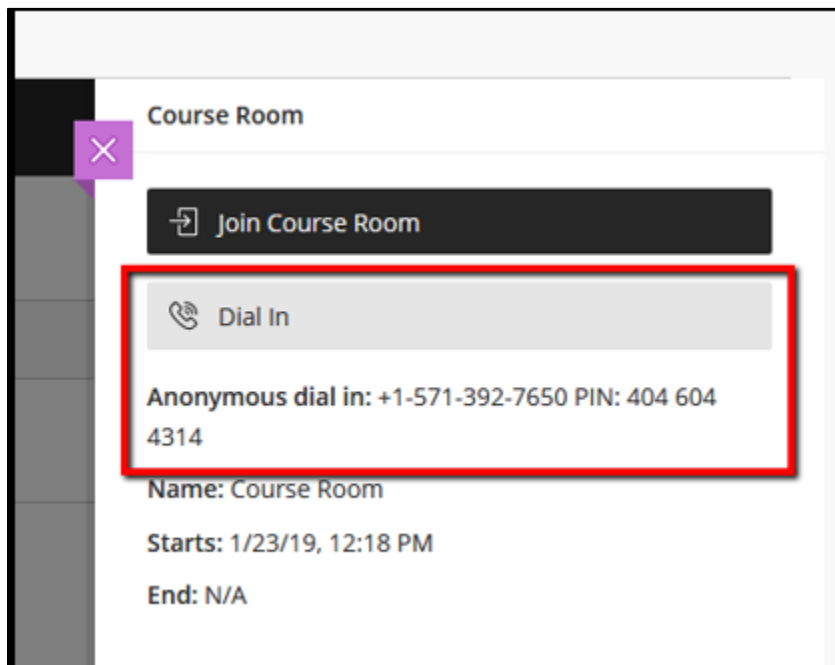 Course Room
Join Course Room
Dial In
Anonymous dial in: +1-571-392-7650 PIN: 404 604
4314
Name: Course Room
Starts: 1/23/19, 12:18 PM
End: N/A